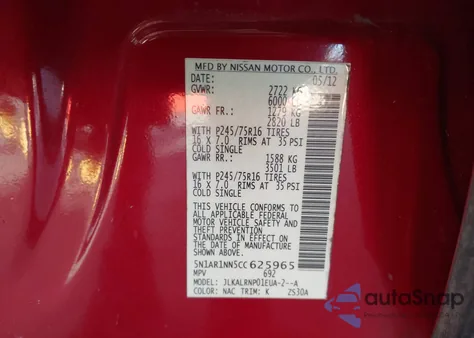 MFD BY NISSAN MOTOR CO., LTD.
DATE: 05/12
GVWR: 2722 KG
6000
GAWR FR.: 1279 KG
2820 LB
WITH P245/75R16 TIRES
16 X 7.0 RIMS AT 35 PSI
COLD SINGLE
GAWR RR.: 1588 KG
3501 LB
WITH P245/75R16 TIRES
16 X 7.0 RIMS AT 35 PSI
COLD SINGLE
THIS VEHICLE CONFORMS TO
ALL APPLICABLE FEDERAL
MOTOR VEHICLE SAFETY AND
THEFT PREVENTION
STANDARDS IN EFFECT ON
THE DATE OF MANUFACTURE
SHOWN ABOVE.
5N1AR1NN5CC625965
MPV 692
MODEL: JLKALRNP01EUA-2--A
COLOR: NAC TRIM: K ZS30A
autoSnap